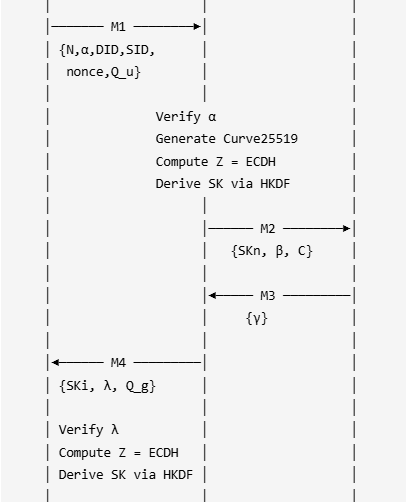 M1
{N,α,DID,SID,
nonce,Q_u}
Verify α
Generate Curve25519
Compute Z = ECDH
Derive SK via HKDF
M2
{SKn, β, C}
M3
{γ}
M4
{SKi, λ, Q_g}
Verify λ
Compute Z = ECDH
Derive SK via HKDF